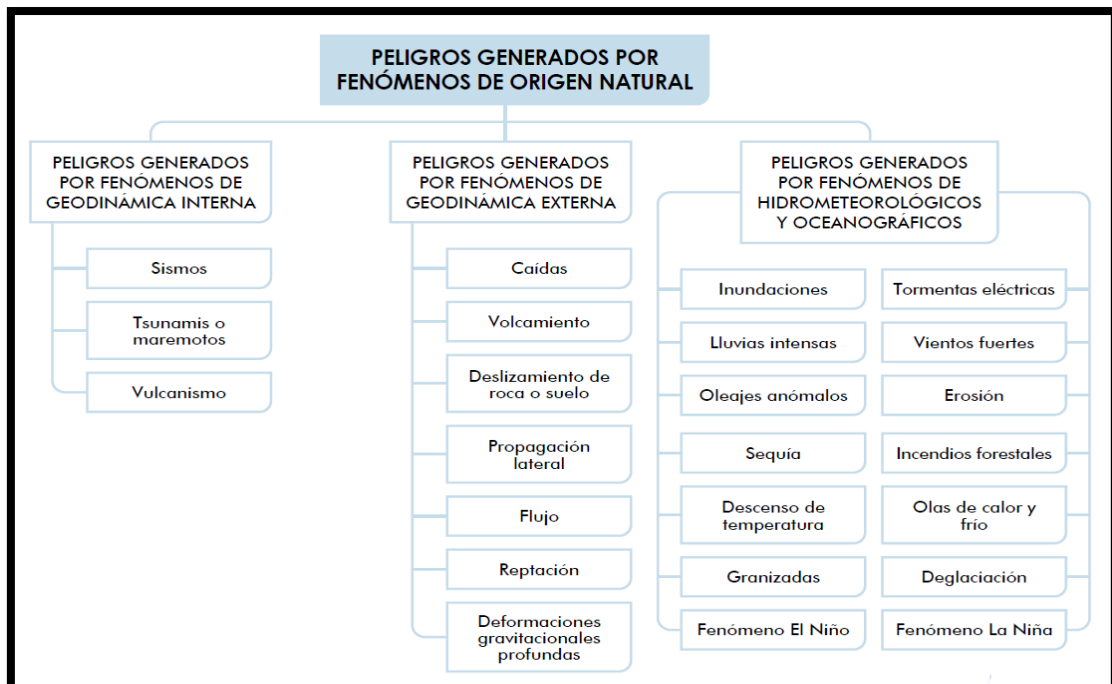 PELIGROS GENERADOS POR
FENÓMENOS DE ORIGEN NATURAL
PELIGROS GENERADOS
POR FENÓMENOS DE
GEODINÁMICA INTERNA
Sismos
Tsunamis o
maremotos
Vulcanismo
PELIGROS GENERADOS
POR FENÓMENOS DE
GEODINÁMICA EXTERNA
Caídas
Volcamiento
Deslizamiento de
roca o suelo
Propagación
lateral
Flujo
Reptación
Deformaciones
gravitacionales
profundas
PELIGROS GENERADOS
POR FENÓMENOS DE
HIDROMETEOROLÓGICOS
Y OCEANOGRÁFICOS
Inundaciones
Tormentas eléctricas
Lluvias intensas
Vientos fuertes
Oleajes anómalos
Erosión
Sequía
Incendios forestales
Descenso de
temperatura
Olas de calor y
frío
Granizadas
Deglaciación
Fenómeno El Niño
Fenómeno La Niña